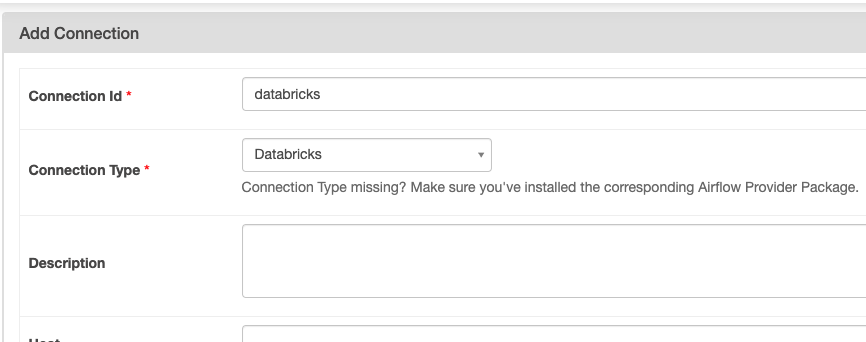 Add Connection
Connection Id *
databricks
Connection Type *
Databricks
Connection Type missing? Make sure you've installed the corresponding Airflow Provider Package.
Description